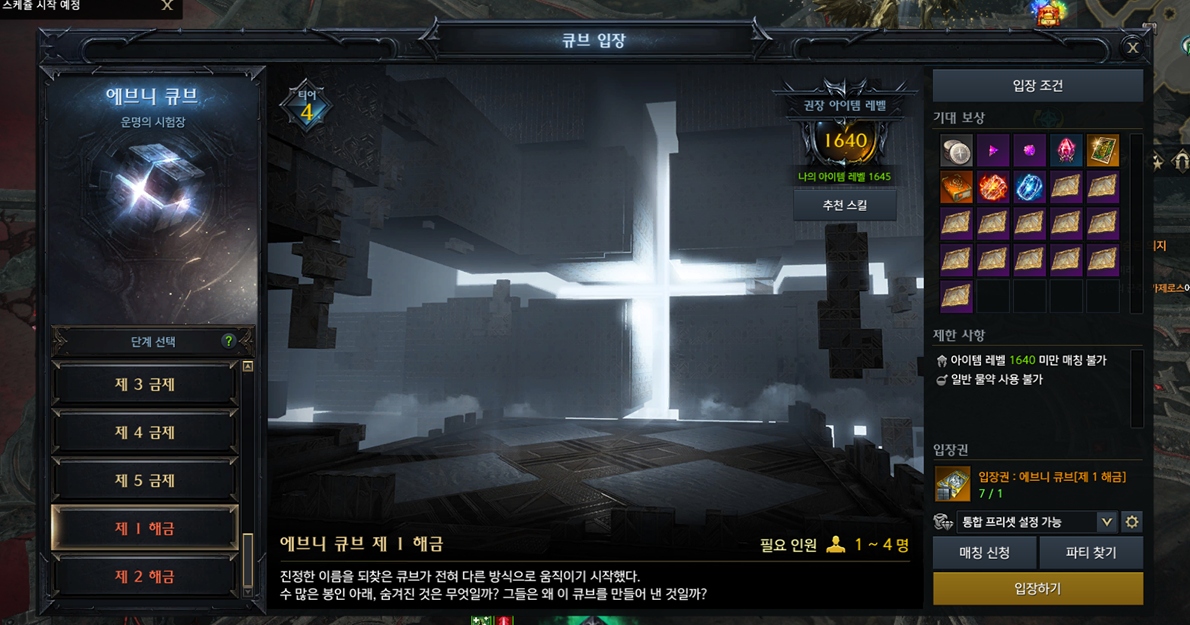 스케줄 시작 예정
큐브 입장
에브니 큐브
운명의 시험장
단계 선택
?
제 3 금제
제 4 금제
제 5 금제
제 1 해금
제 2 해금
티어
4
권장 아이템 레벨
1640
나의 아이템 레벨 1645
추천 스킬
에브니 큐브 제 1 해금
필요 인원 1 ~ 4 명
진정한 이름을 되찾은 큐브가 전혀 다른 방식으로 움직이기 시작했다.
수 많은 봉인 아래, 숨겨진 것은 무엇일까? 그들은 왜 이 큐브를 만들어 낸 것일까?
입장 조건
기대 보상
제한 사항
아이템 레벨 1640 미만 매칭 불가
일반 물약 사용 불가
입장권
입장권 : 에브니 큐브[제 1 해금]
7 / 1
통합 프리셋 설정 가능
매칭 신청
파티 찾기
입장하기